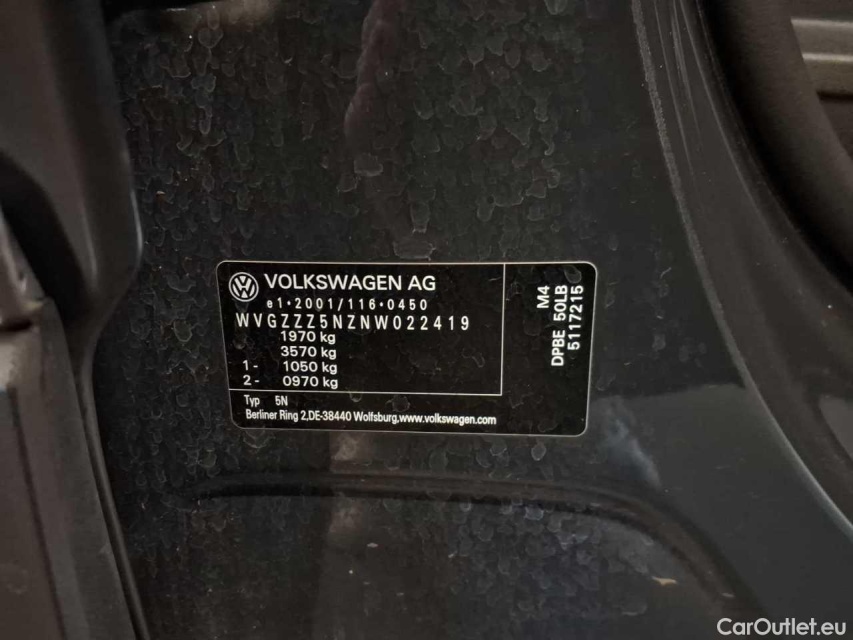 VOLKSWAGEN AG
e1•2001/116•0450
WVGZZZ5NZNW022419
1970 kg
3570 kg
1- 1050 kg
2- 0970 kg
Typ 5N
Berliner Ring 2,DE-38440 Wolfsburg,www.volkswagen.com
M4
DPBE 50LB
5117215
CarOutlet.eu